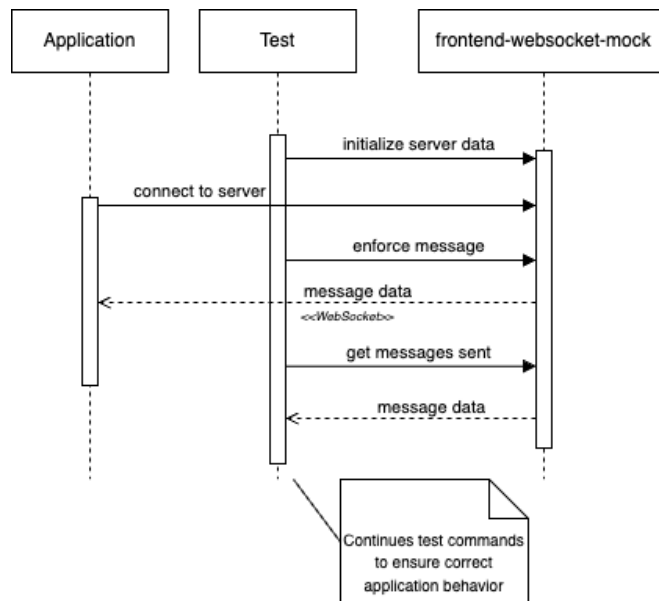 Application
Test
frontend-websocket-mock
initialize server data
connect to server
enforce message
message data
<<WebSocket>>
get messages sent
message data
Continues test commands
to ensure correct
application behavior